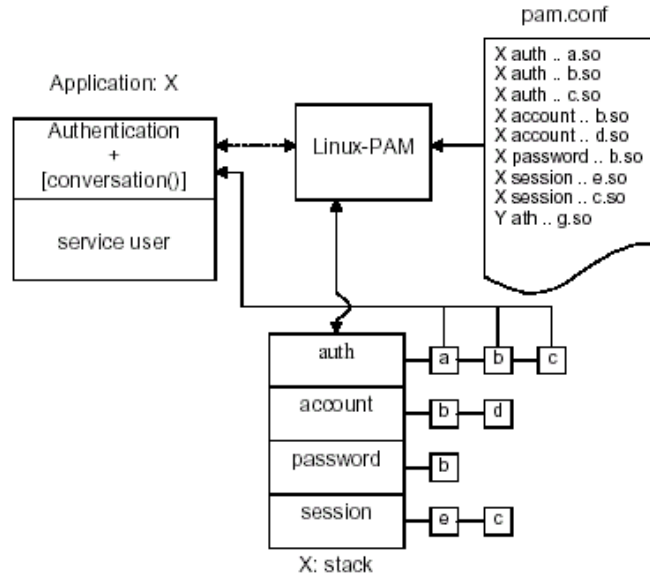 pam.conf
X auth .. a.so
X auth .. b.so
X auth .. c.so
X account .. b.so
X account .. d.so
X password .. b.so
X session .. e.so
X session .. c.so
Y ath .. g.so
Application: X
Authentication
+
[conversation()]
service user
Linux-PAM
auth
a
b
c
account
b
d
password
b
session
e
c
X: stack